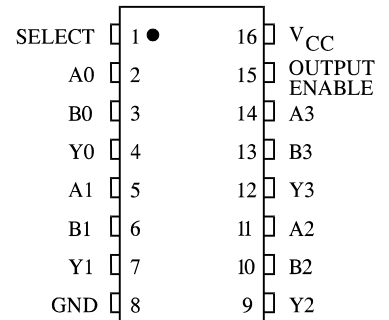 SELECT 1 16 VCC
A0 2 15 OUTPUT ENABLE
B0 3 14 A3
Y0 4 13 B3
A1 5 12 Y3
B1 6 11 A2
Y1 7 10 B2
GND 8 9 Y2